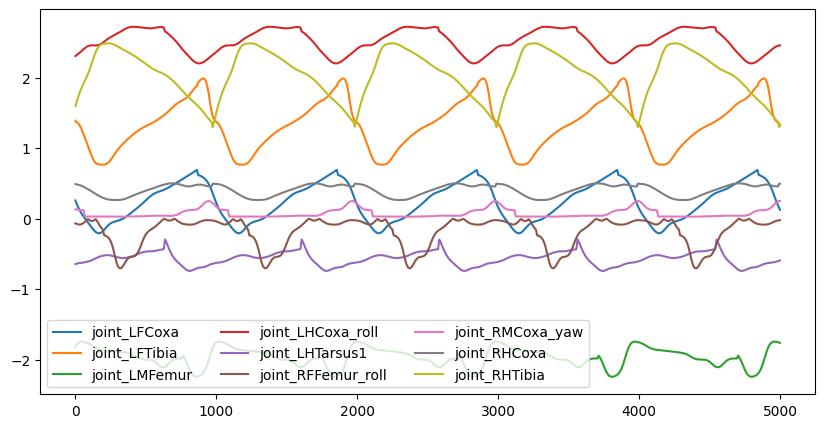 2
1
0
−1
−2
joint_LFCoxa joint_LHCoxa_roll joint_RMCoxa_yaw
joint_LFTibia joint_LHTarsus1 joint_RHCoxa
joint_LMFemur joint_RFFemur_roll joint_RHTibia
0 1000 2000 3000 4000 5000